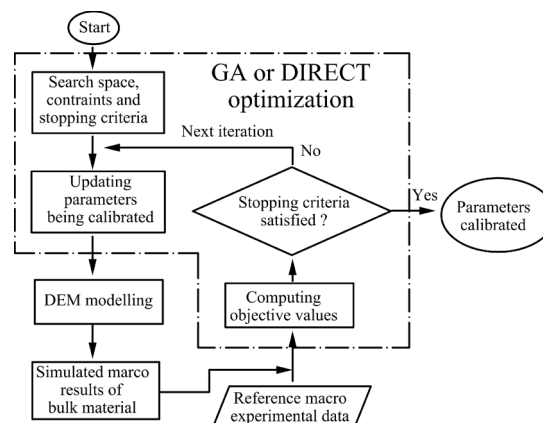 Start
GA or DIRECT
optimization
Search space,
contraints and
stopping criteria
Next iteration
No
Updating
parameters
being calibrated
Stopping criteria
satisfied ?
Yes
Parameters
calibrated
DEM modelling
Computing
objective values
Simulated marco
results of
bulk material
Reference macro
experimental data